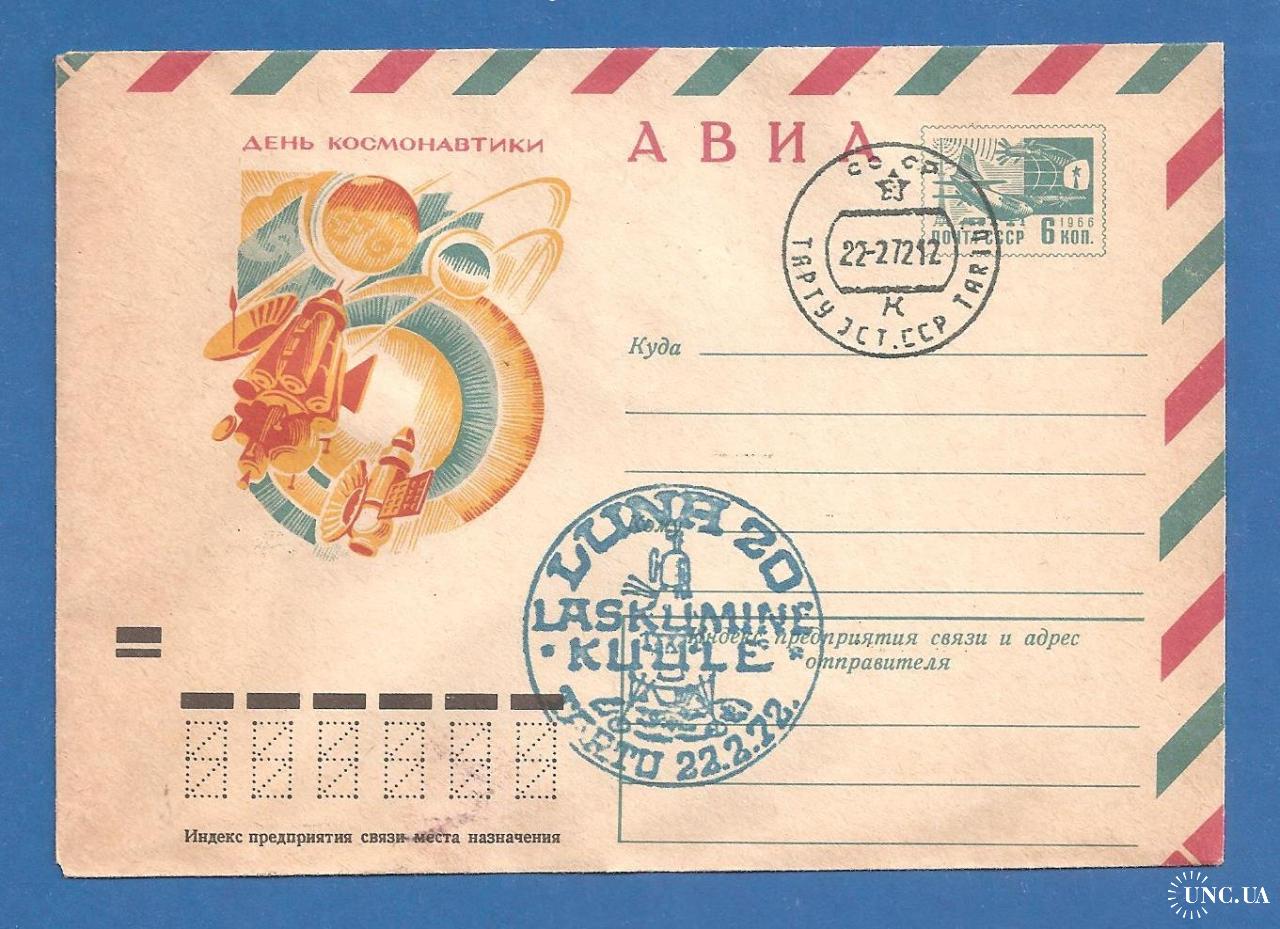 ДЕНЬ КОСМОНАВТИКИ
АВИА
1966
ПОЧТА СССР 6 КОП.
СССР
22-2 72 12
К
ТАРТУ ЭСТ.ССР TARTU
Куда
Кому
LUNA 20
LASKUMINE
KUULE
TARTU 22.2.72.
Индекс предприятия связи и адрес
отправителя
Индекс предприятия связи места назначения
UNC.UA